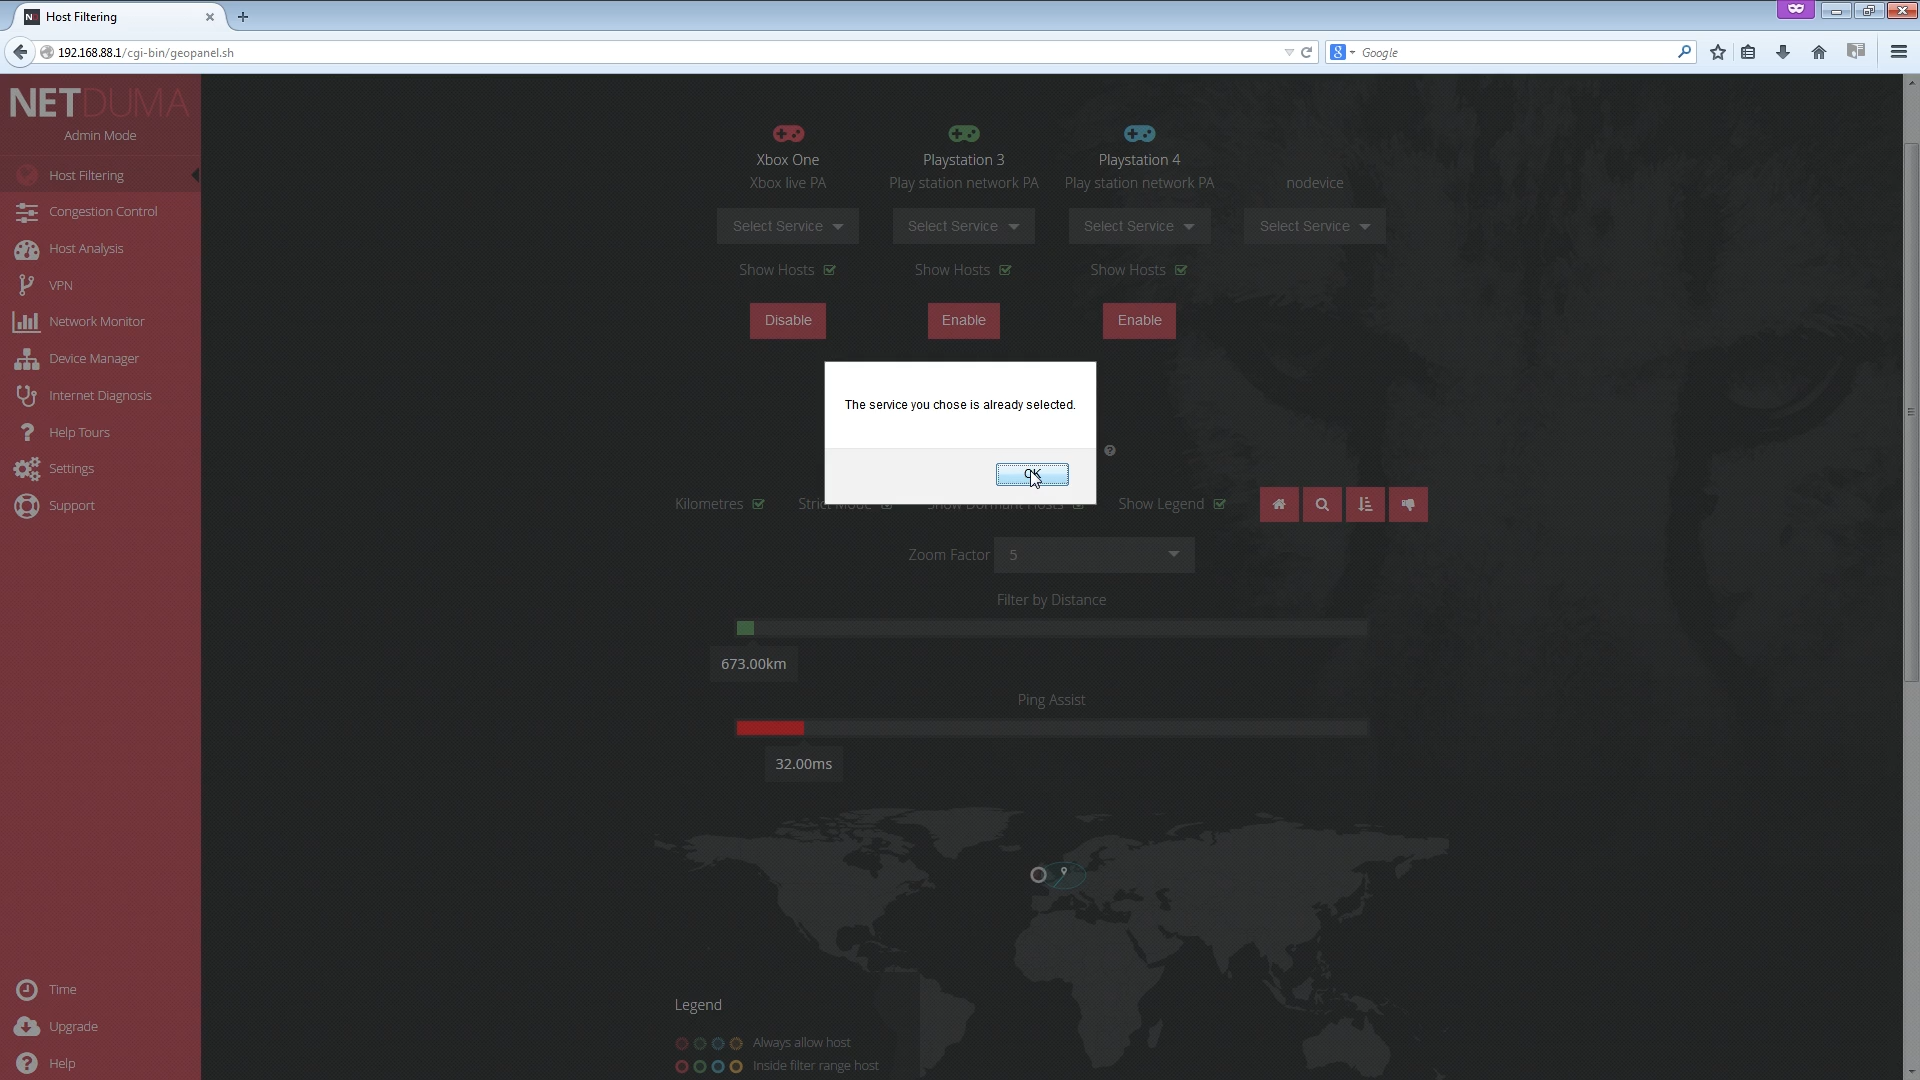 Host Filtering
192.168.88.1/cgi-bin/geopanel.sh
Google
NETDUMA
Admin Mode
Host Filtering
Congestion Control
Host Analysis
VPN
Network Monitor
Device Manager
Internet Diagnosis
Help Tours
Settings
Support
Time
Upgrade
Help
Xbox One
Playstation 3
Playstation 4
Xbox live PA
Play station network PA
Play station network PA
nodevice
Select Service
Select Service
Select Service
Select Service
Show Hosts
Show Hosts
Show Hosts
Disable
Enable
Enable
The service you chose is already selected.
OK
Kilometres
Strict Mode
Show Dormant Hosts
Show Legend
Zoom Factor
5
Filter by Distance
673.00km
Ping Assist
32.00ms
Legend
Always allow host
Inside filter range host